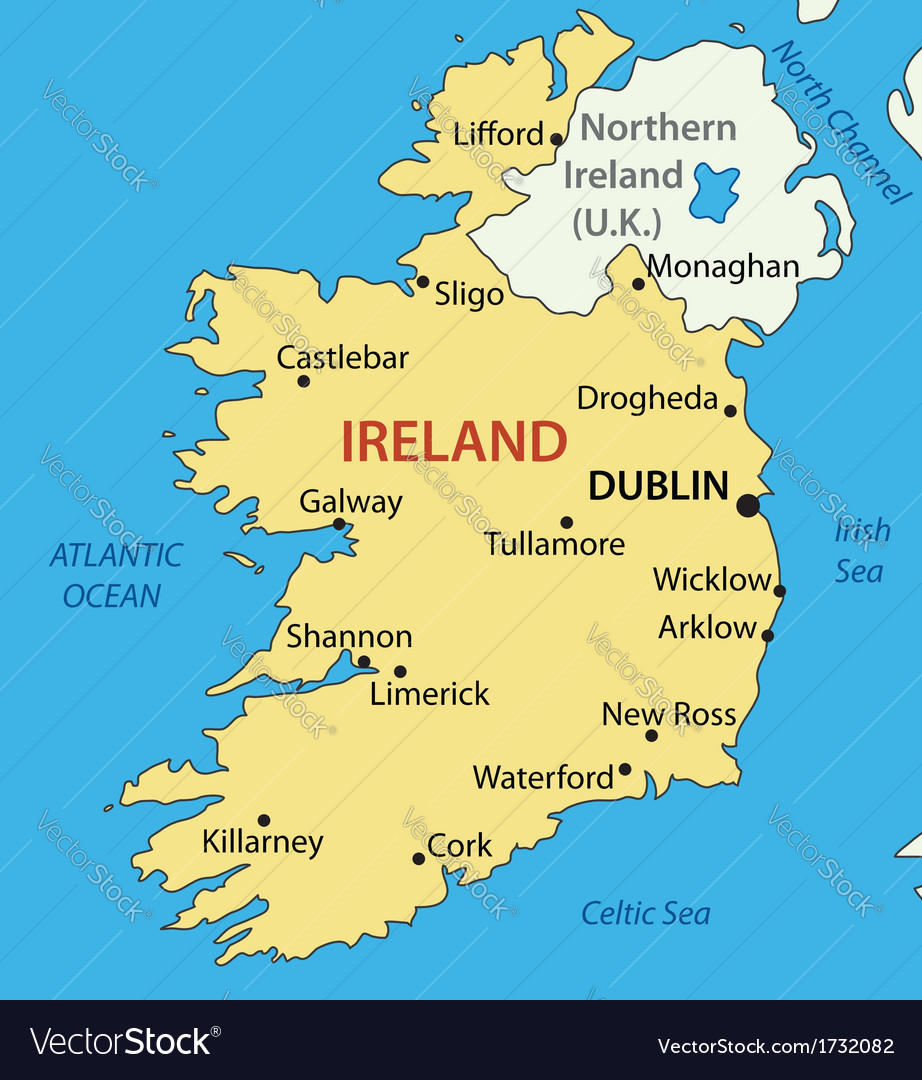 North Channel
Lifford
Northern
Ireland
(U.K.)
Monaghan
Sligo
Castlebar
Drogheda
IRELAND
DUBLIN
Galway
Tullamore
Irish
Sea
ATLANTIC
OCEAN
Wicklow
Arklow
Shannon
Limerick
New Ross
Waterford
Killarney
Cork
Celtic Sea
VectorStock®
VectorStock.com/1732082